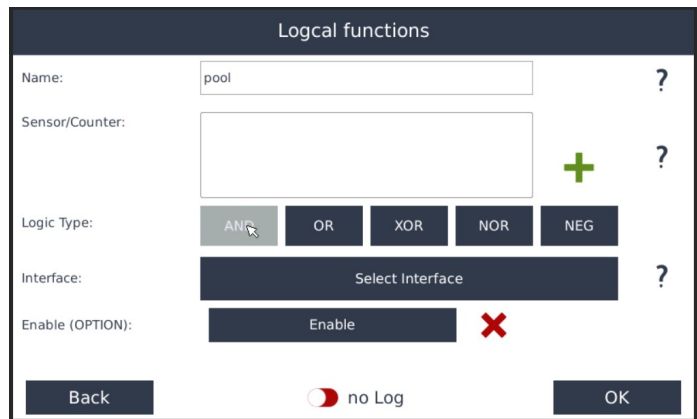 Logcal functions
Name: pool ?
Sensor/Counter: ?
Logic Type: AND OR XOR NOR NEG
Interface: Select Interface ?
Enable (OPTION): Enable
Back no Log OK